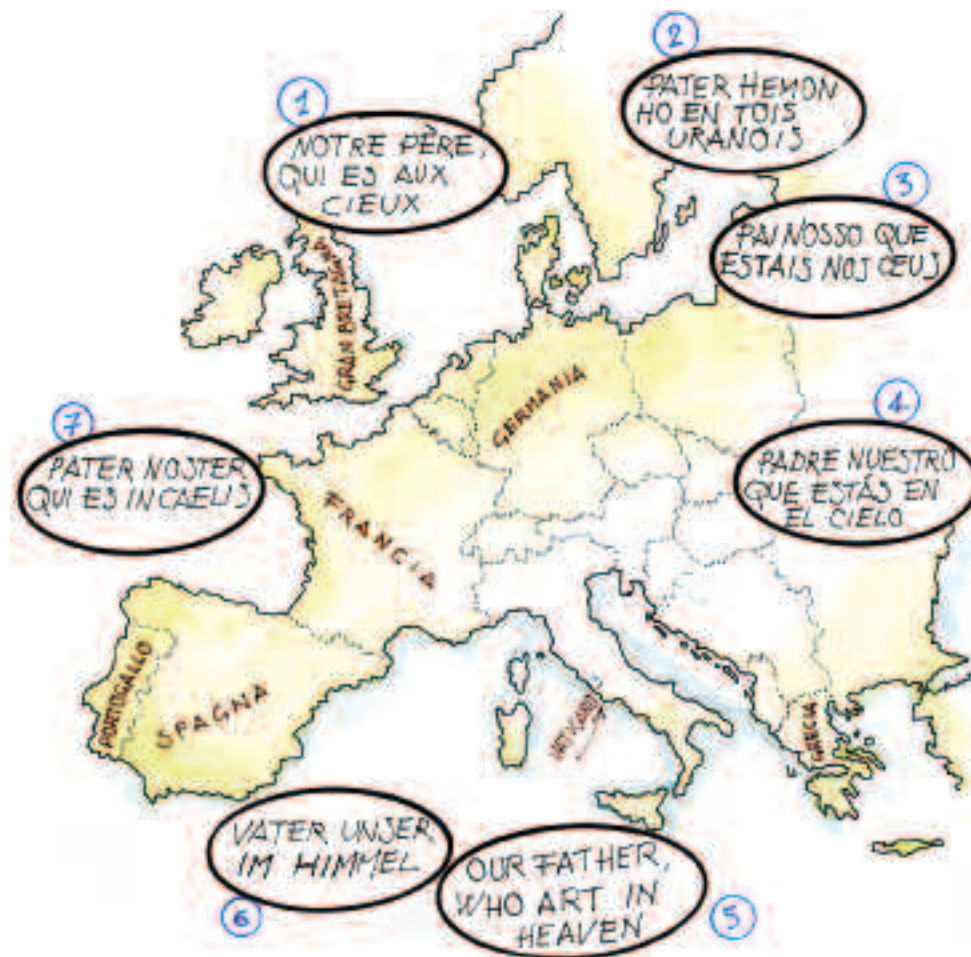 1
NOTRE PÈRE,
QUI ES AUX
CIEUX
2
PATER HEMON
HO EN TOIS
URANOIS
3
PAI NOSSO QUE
ESTAIS NOS CEUS
GRAN BRETAGNA
GERMANIA
4
PADRE NUESTRO
QUE ESTÁS EN
EL CIELO
7
PATER NOSTER
QUI ES IN CAELIS
FRANCIA
PORTOGALLO
SPAGNA
VATICANO
GRECIA
VATER UNSER
IM HIMMEL
6
OUR FATHER,
WHO ART IN
HEAVEN
5